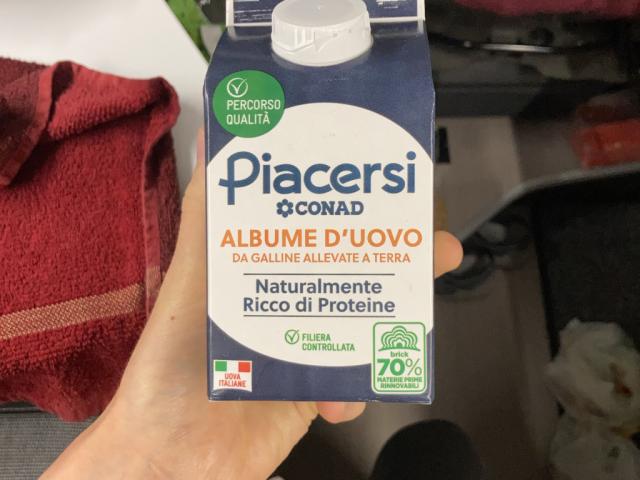 PERCORSO
QUALITÀ
Piacersi
CONAD
ALBUME D'UOVO
DA GALLINE ALLEVATE A TERRA
Naturalmente
Ricco di Proteine
FILIERA
CONTROLLATA
UOVA
ITALIANE
brick
70%
MATERIE PRIME
RINNOVABILI